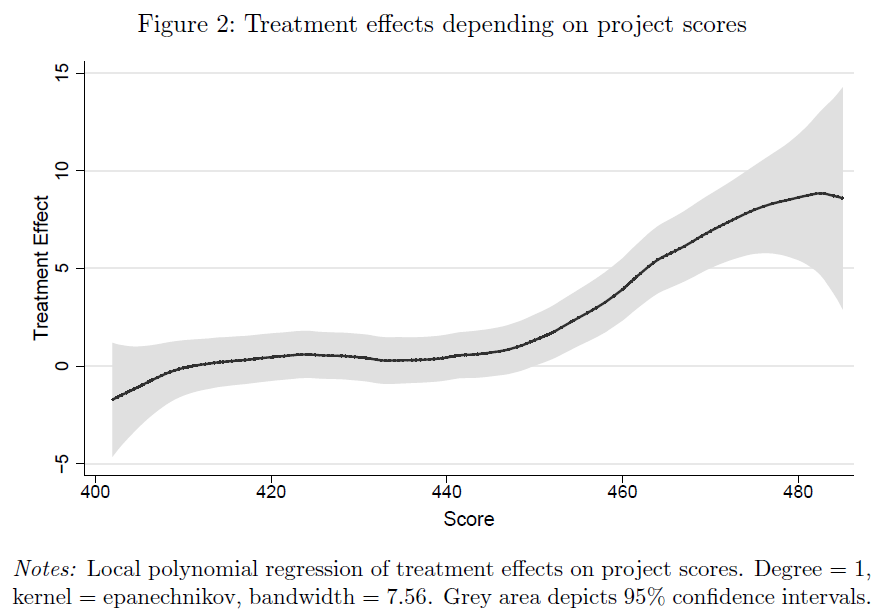 Figure 2: Treatment effects depending on project scores
15
10
5
0
-5
Treatment Effect
400 420 440 460 480
Score
Notes: Local polynomial regression of treatment effects on project scores. Degree = 1,
kernel = epanechnikov, bandwidth = 7.56. Grey area depicts 95% confidence intervals.